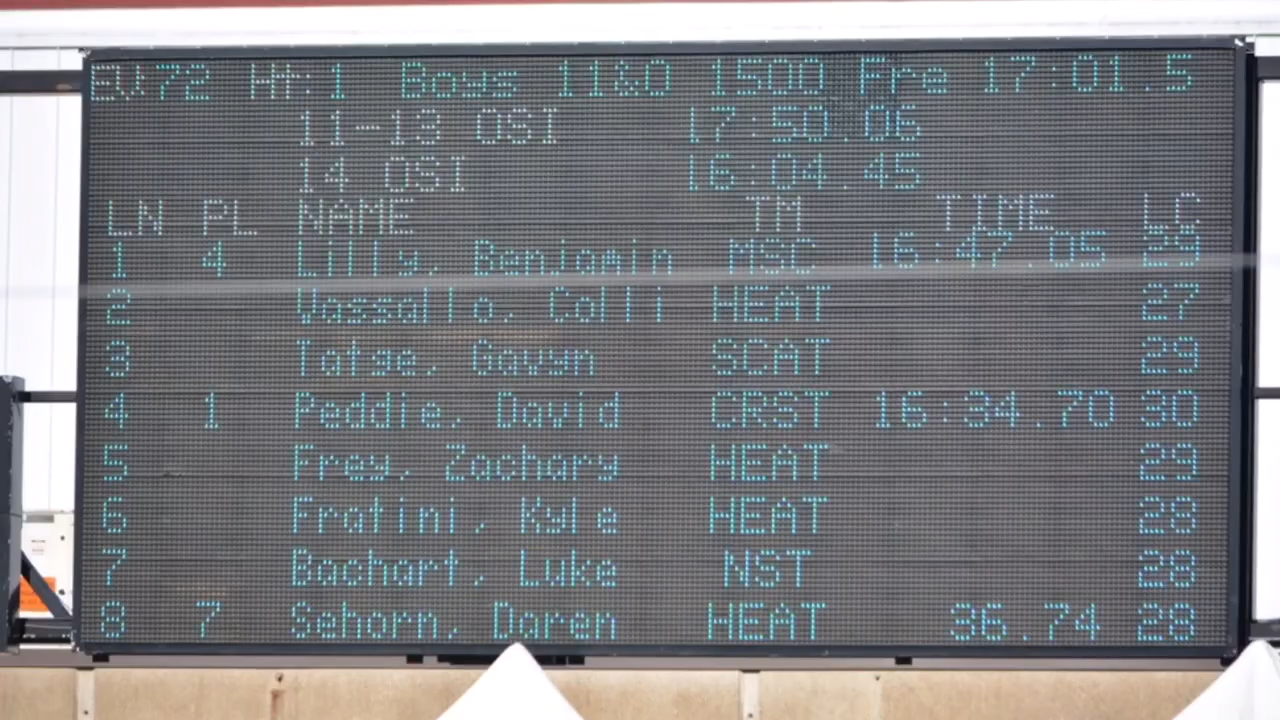 EV:72 Ht:1 Boys 11&O 1500 Fre 17:01.5
11-13 OSI 17:50.06
14 OSI 16:04.45
LN PL NAME TM TIME LC
1 4 Lilly, Benjamin MSC 16:47.05 29
2 Vassallo, Colli HEAT 27
3 Tatge, Gavyn SCAT 29
4 1 Peddie, David CRST 16:34.70 30
5 Frey, Zachary HEAT 29
6 Fratini, Kyle HEAT 28
7 Bachart, Luke NST 28
8 7 Sehorn, Daren HEAT 36.74 28